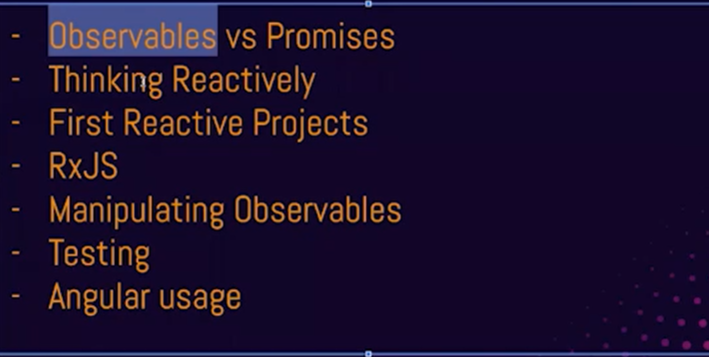 - Observables vs Promises
- Thinking Reactively
- First Reactive Projects
- RxJS
- Manipulating Observables
- Testing
- Angular usage